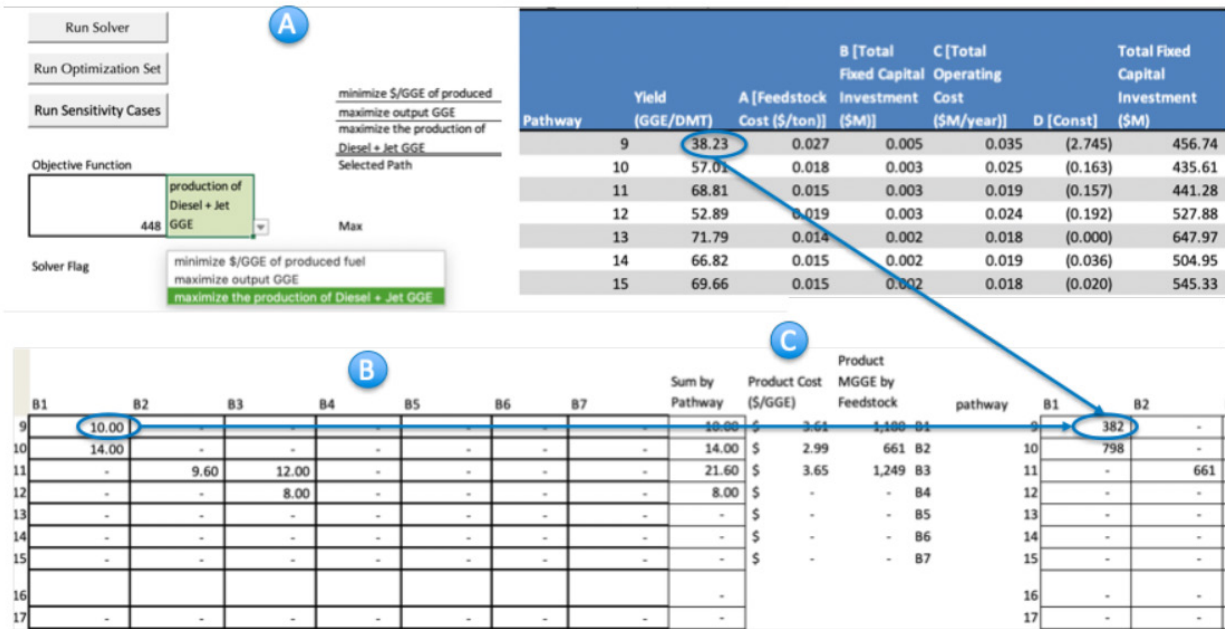 Run Solver
Run Optimization Set
Run Sensitivity Cases
A
minimize $/GGE of produced
maximize output GGE
maximize the production of
Diesel + Jet GGE
Selected Path
Objective Function
production of
Diesel + Jet
448 GGE
Max
Solver Flag
minimize $/GGE of produced fuel
maximize output GGE
maximize the production of Diesel + Jet GGE
B [Total C [Total Total Fixed
Fixed Capital Operating Capital
Yield A [Feedstock Investment Cost Investment
Pathway (GGE/DMT) Cost ($/ton)] ($M)] ($M/year)] D [Const] ($M)
9 38.23 0.027 0.005 0.035 (2.745) 456.74
10 57.01 0.018 0.003 0.025 (0.163) 435.61
11 68.81 0.015 0.003 0.019 (0.157) 441.28
12 52.89 0.019 0.003 0.024 (0.192) 527.88
13 71.79 0.014 0.002 0.018 (0.000) 647.97
14 66.82 0.015 0.002 0.019 (0.036) 504.95
15 69.66 0.015 0.002 0.018 (0.020) 545.33
B
C
Product
Sum by Product Cost MGGE by
B1 B2 B3 B4 B5 B6 B7 Pathway ($/GGE) Feedstock pathway B1 B2
9 10.00 - - - - - - 10.00 $ 3.61 1,180 B1 9 382 -
10 14.00 - - - - - - 14.00 $ 2.99 661 B2 10 798 -
11 - 9.60 12.00 - - - - 21.60 $ 3.65 1,249 B3 11 - 661
12 - - 8.00 - - - - 8.00 $ - - B4 12 - -
13 - - - - - - - - $ - - B5 13 - -
14 - - - - - - - - $ - - B6 14 - -
15 - - - - - - - - $ - - B7 15 - -
16 - 16
17 - - - - - - - - 17 - -